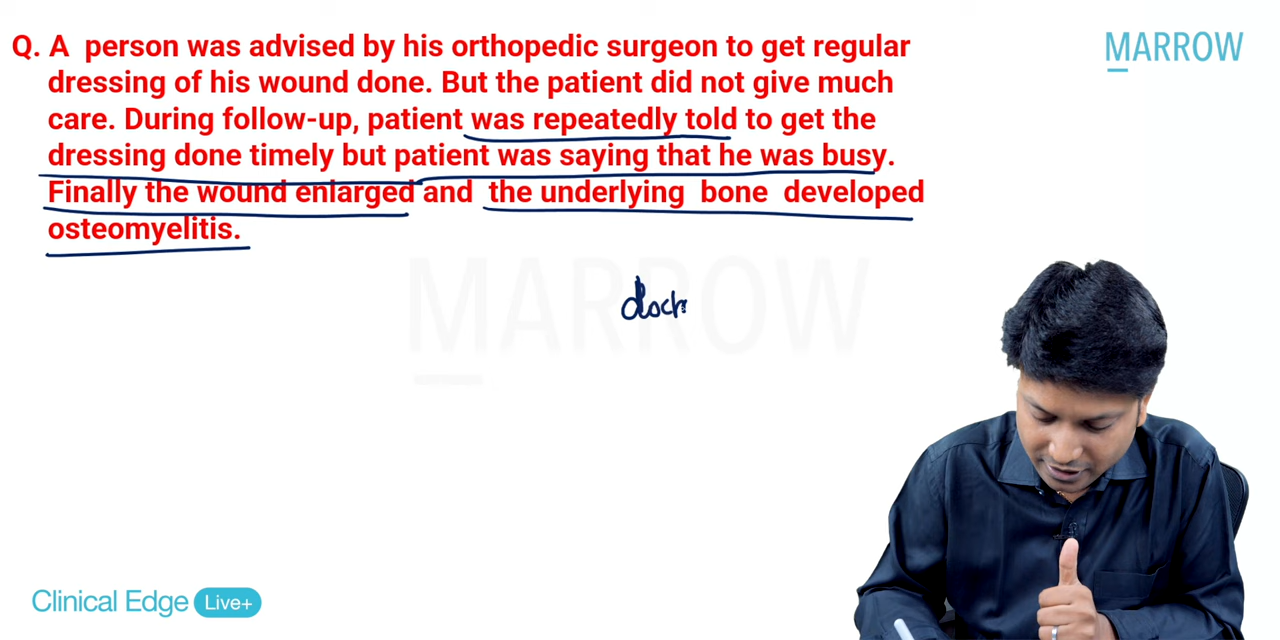 MARROW
Q. A person was advised by his orthopedic surgeon to get regular
dressing of his wound done. But the patient did not give much
care. During follow-up, patient was repeatedly told to get the
dressing done timely but patient was saying that he was busy.
Finally the wound enlarged and the underlying bone developed
osteomyelitis.
MARROW
Clinical Edge Live+